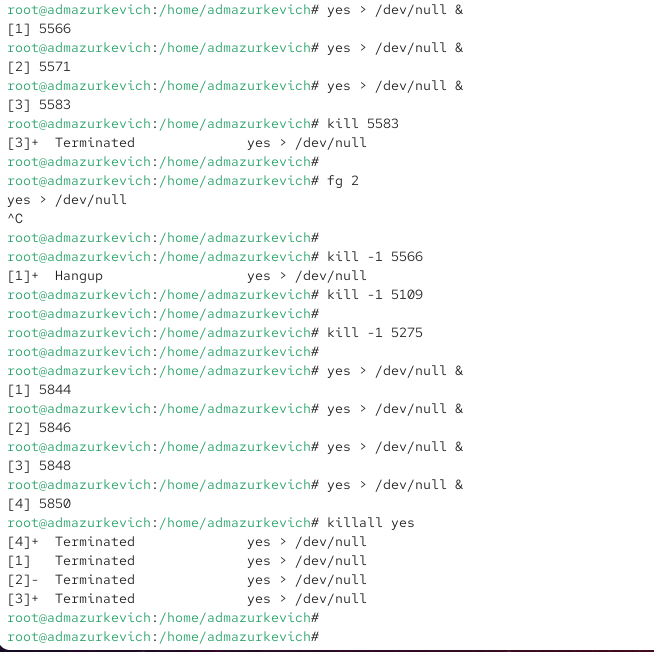 root@admazurkevich:/home/admazurkevich# yes > /dev/null &
[1] 5566
root@admazurkevich:/home/admazurkevich# yes > /dev/null &
[2] 5571
root@admazurkevich:/home/admazurkevich# yes > /dev/null &
[3] 5583
root@admazurkevich:/home/admazurkevich# kill 5583
[3]+  Terminated              yes > /dev/null
root@admazurkevich:/home/admazurkevich#
root@admazurkevich:/home/admazurkevich# fg 2
yes > /dev/null
^C
root@admazurkevich:/home/admazurkevich#
root@admazurkevich:/home/admazurkevich# kill -1 5566
[1]+  Hangup                  yes > /dev/null
root@admazurkevich:/home/admazurkevich# kill -1 5109
root@admazurkevich:/home/admazurkevich#
root@admazurkevich:/home/admazurkevich# kill -1 5275
root@admazurkevich:/home/admazurkevich#
root@admazurkevich:/home/admazurkevich# yes > /dev/null &
[1] 5844
root@admazurkevich:/home/admazurkevich# yes > /dev/null &
[2] 5846
root@admazurkevich:/home/admazurkevich# yes > /dev/null &
[3] 5848
root@admazurkevich:/home/admazurkevich# yes > /dev/null &
[4] 5850
root@admazurkevich:/home/admazurkevich# killall yes
[4]+  Terminated              yes > /dev/null
[1]   Terminated              yes > /dev/null
[2]-  Terminated              yes > /dev/null
[3]+  Terminated              yes > /dev/null
root@admazurkevich:/home/admazurkevich#
root@admazurkevich:/home/admazurkevich#